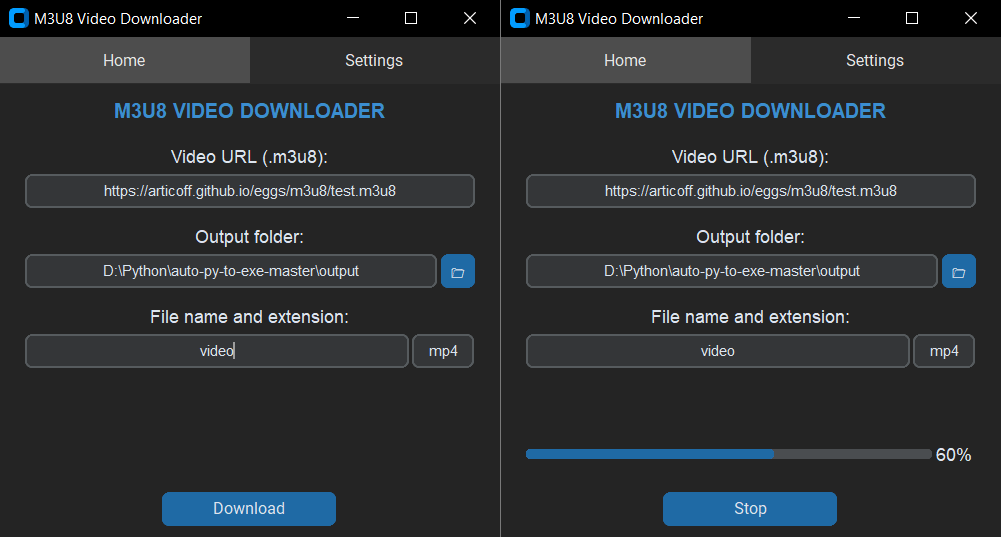 M3U8 Video Downloader
Home Settings
M3U8 VIDEO DOWNLOADER
Video URL (.m3u8):
https://articoff.github.io/eggs/m3u8/test.m3u8
Output folder:
D:\Python\auto-py-to-exe-master\output
File name and extension:
video mp4
Download
M3U8 Video Downloader
Home Settings
M3U8 VIDEO DOWNLOADER
Video URL (.m3u8):
https://articoff.github.io/eggs/m3u8/test.m3u8
Output folder:
D:\Python\auto-py-to-exe-master\output
File name and extension:
video mp4
60%
Stop